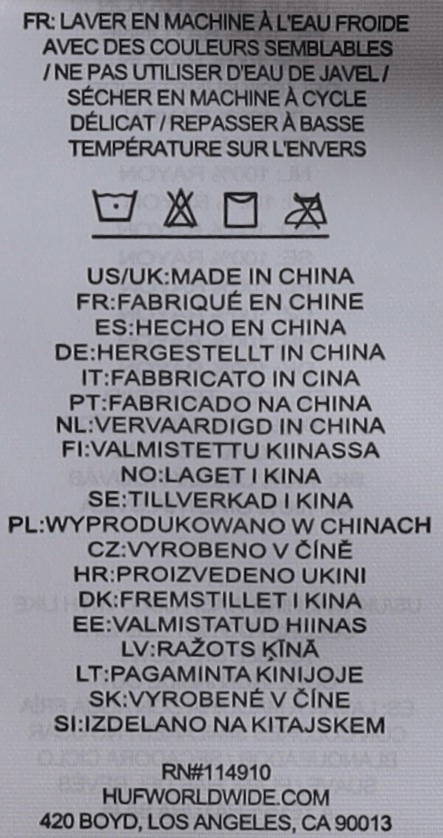 FR: LAVER EN MACHINE À L'EAU FROIDE
AVEC DES COULEURS SEMBLABLES
/ NE PAS UTILISER D'EAU DE JAVEL /
SÉCHER EN MACHINE À CYCLE
DÉLICAT / REPASSER À BASSE
TEMPÉRATURE SUR L'ENVERS
US/UK:MADE IN CHINA
FR:FABRIQUÉ EN CHINE
ES:HECHO EN CHINA
DE:HERGESTELLT IN CHINA
IT:FABBRICATO IN CINA
PT:FABRICADO NA CHINA
NL:VERVAARDIGD IN CHINA
FI:VALMISTETTU KIINASSA
NO:LAGET I KINA
SE:TILLVERKAD I KINA
PL:WYPRODUKOWANO W CHINACH
CZ:VYROBENO V ČÍNĚ
HR:PROIZVEDENO UKINI
DK:FREMSTILLET I KINA
EE:VALMISTATUD HIINAS
LV:RAŽOTS ĶĪNĀ
LT:PAGAMINTA KINIJOJE
SK:VYROBENÉ V ČÍNE
SI:IZDELANO NA KITAJSKEM
RN#114910
HUFWORLDWIDE.COM
420 BOYD, LOS ANGELES, CA 90013